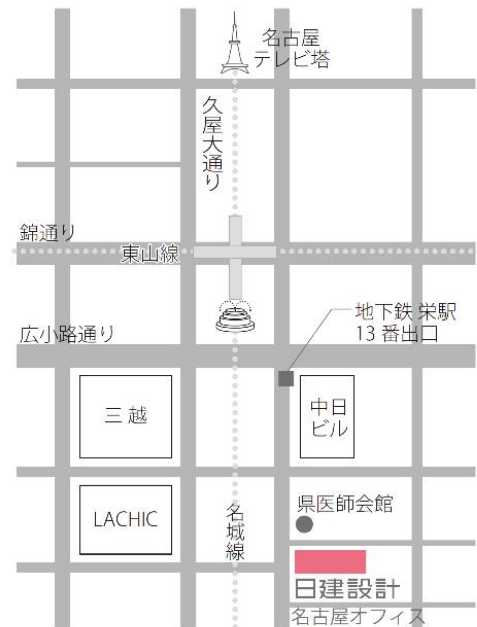 名古屋
テレビ塔
久屋大通り
錦通り
東山線
広小路通り
地下鉄 栄駅
13 番出口
三越
中日
ビル
LACHIC
名城線
県医師会館
日建設計
名古屋オフィス